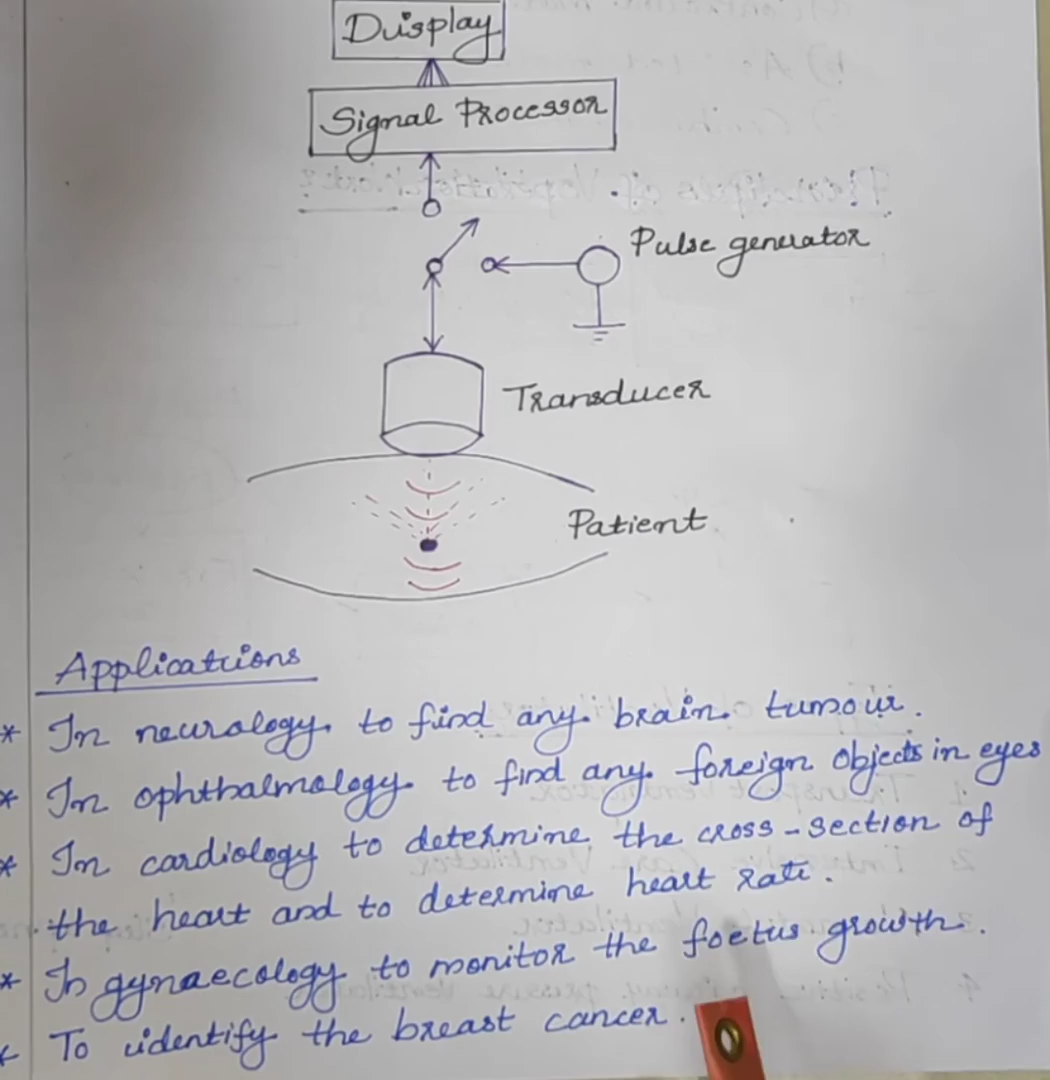 Display
Signal Processor
Pulse generator
Transducer
Patient
Applications
* In neurology to find any brain tumour.
* In ophthalmology to find any foreign objects in eyes
* In cardiology to determine the cross-section of
the heart and to determine heart rate.
* In gynaecology to monitor the foetus growth.
* To identify the breast cancer.